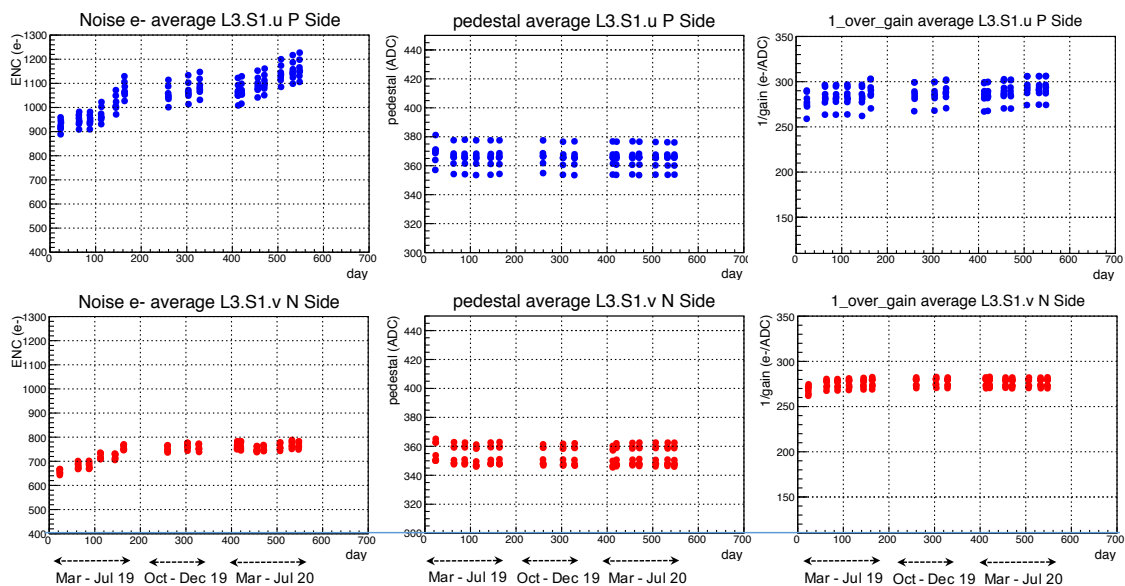 Noise e- average L3.S1.u P Side
ENC (e-)
1300
1200
1100
1000
900
800
700
600
500
400
0 100 200 300 400 500 600 700
day
pedestal average L3.S1.u P Side
pedestal (ADC)
440
420
400
380
360
340
320
300
0 100 200 300 400 500 600 700
day
1_over_gain average L3.S1.u P Side
1/gain (e-/ADC)
350
300
250
200
150
0 100 200 300 400 500 600 700
day
Noise e- average L3.S1.v N Side
ENC (e-)
1300
1200
1100
1000
900
800
700
600
500
400
0 100 200 300 400 500 600 700
day
pedestal average L3.S1.v N Side
pedestal (ADC)
440
420
400
380
360
340
320
300
0 100 200 300 400 500 600 700
day
1_over_gain average L3.S1.v N Side
1/gain (e-/ADC)
350
300
250
200
150
0 100 200 300 400 500 600 700
day
Mar - Jul 19 Oct - Dec 19 Mar - Jul 20
Mar - Jul 19 Oct - Dec 19 Mar - Jul 20
Mar - Jul 19 Oct - Dec 19 Mar - Jul 20